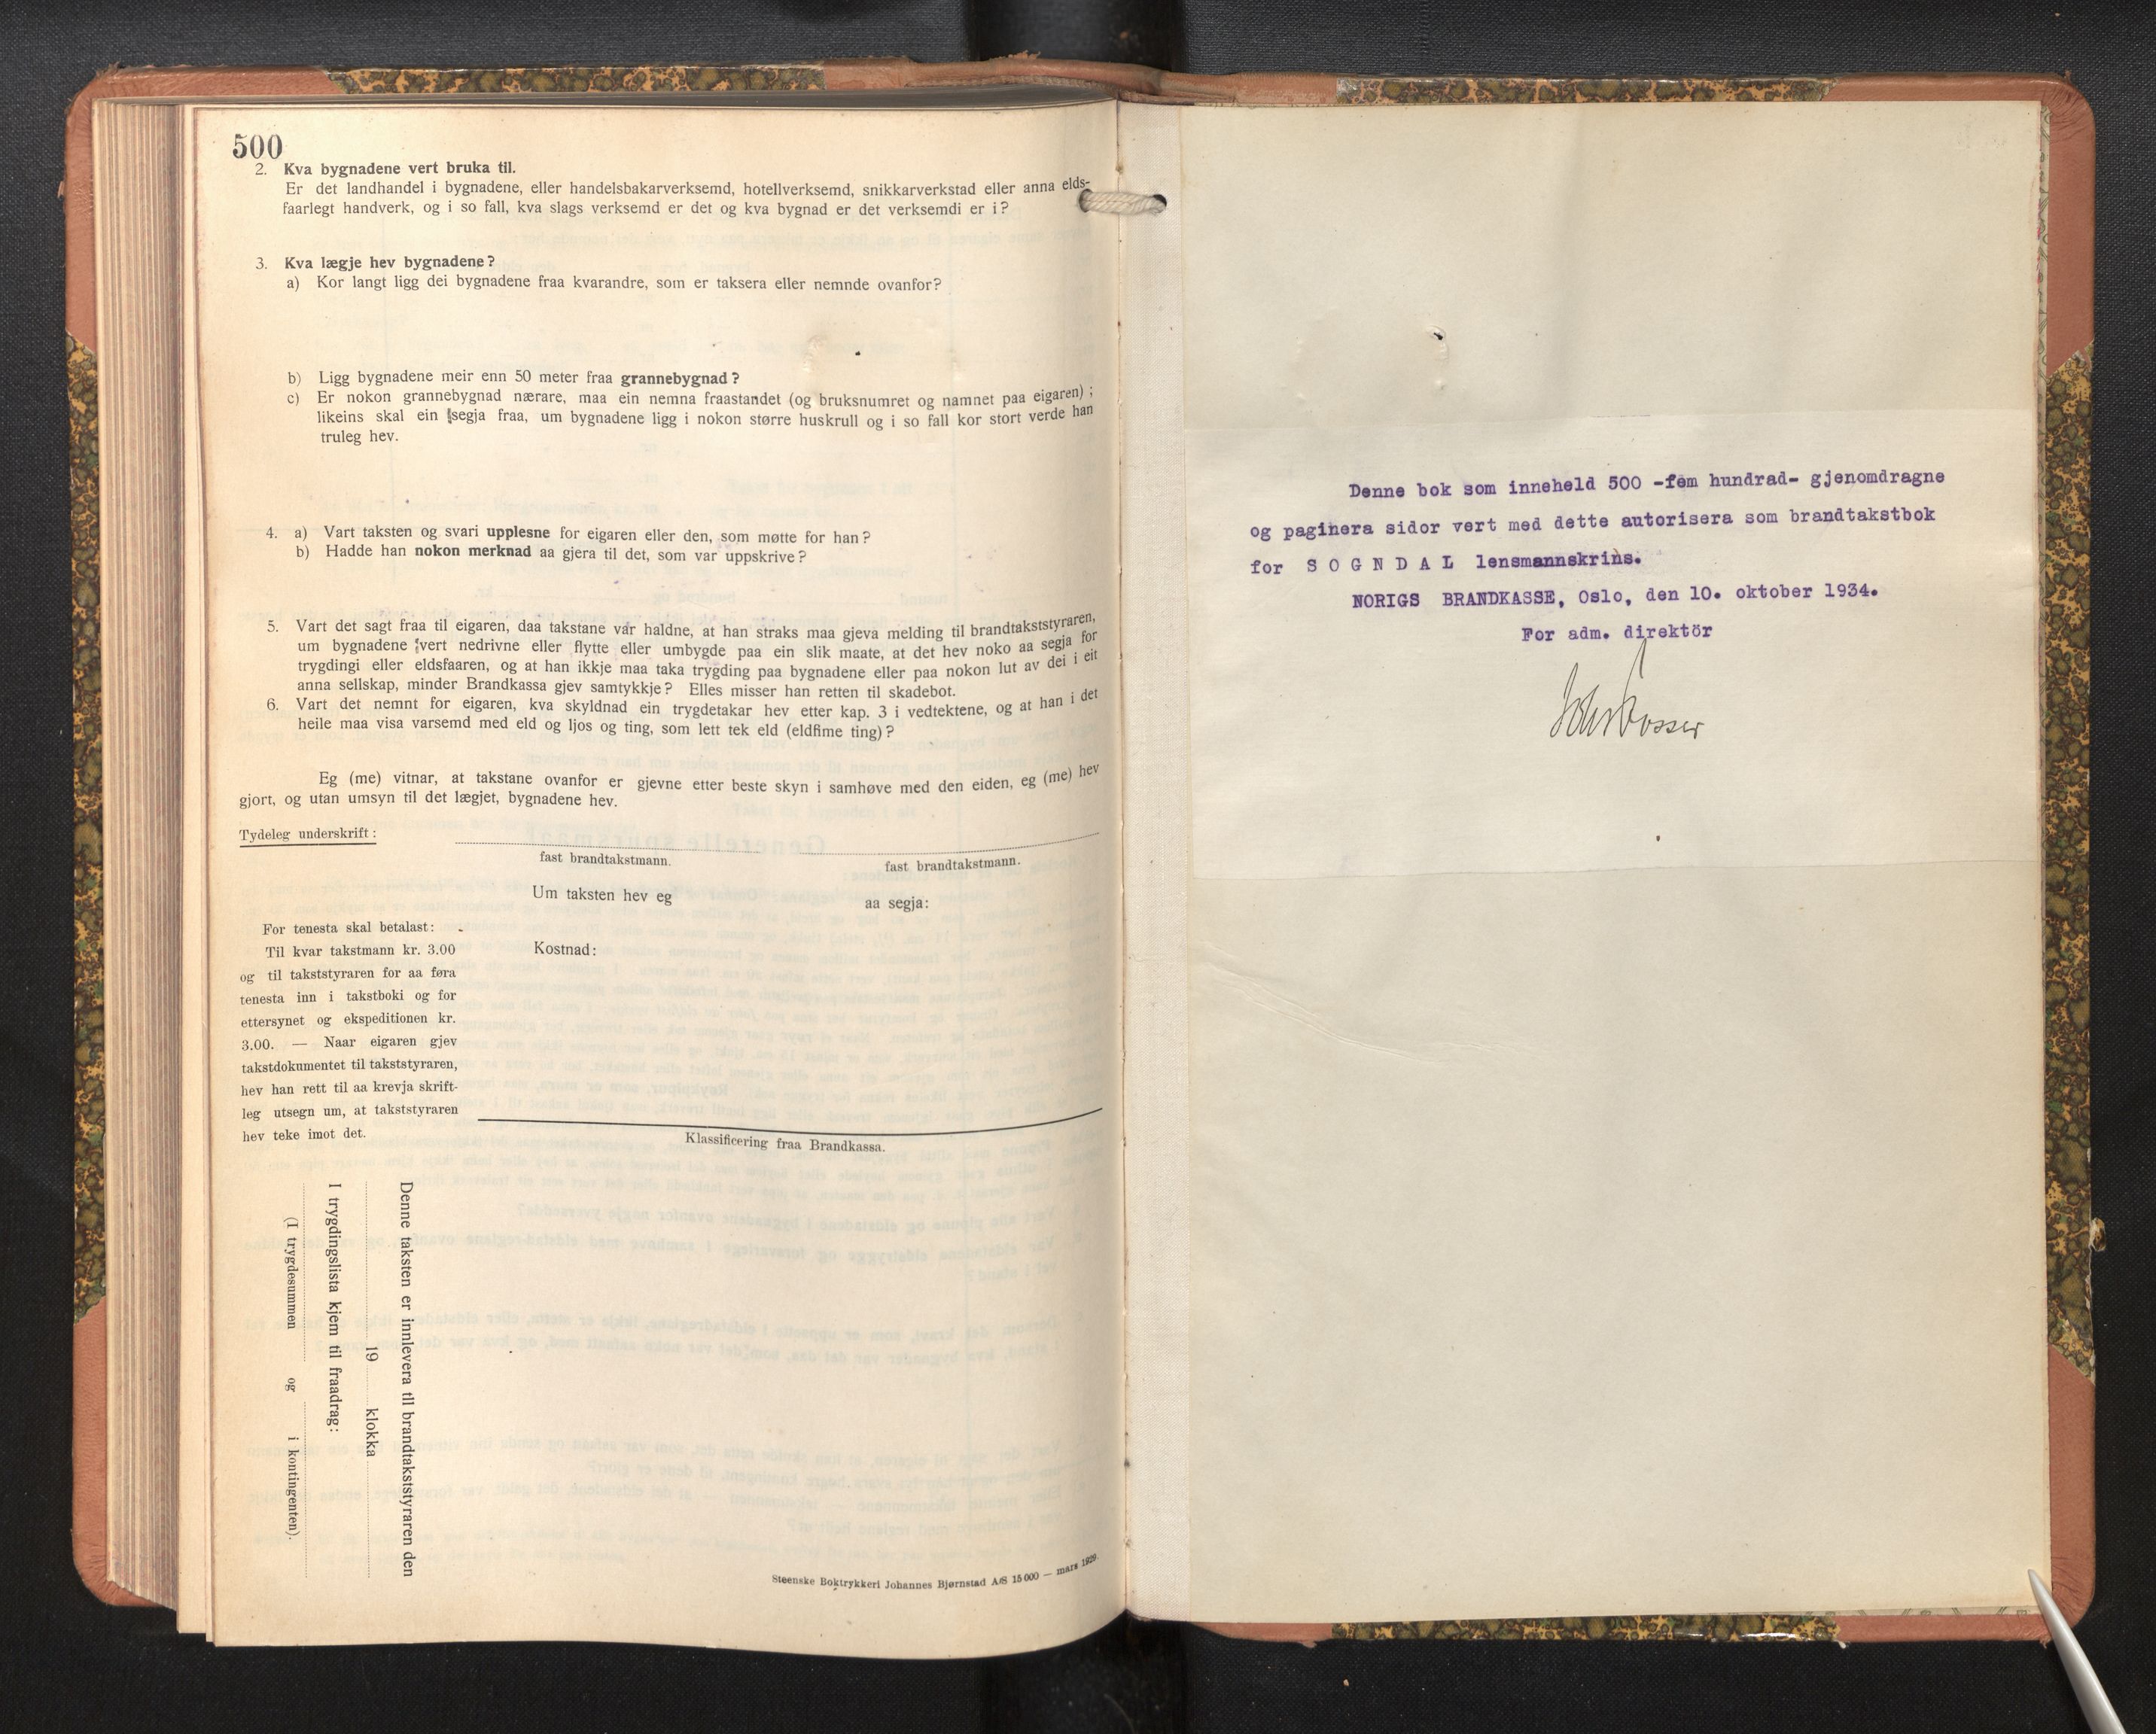 500
2. Kva bygnadene vert bruka til.
Er det landhandel i bygnadene, eller handelsbakarverksemd, hotellverksemd, snikkarverkstad eller anna elds-
faarlegt handverk, og i so fall, kva slags verksemd er det og kva bygnad er det verksemdi er i?
3. Kva lægje hev bygnadene?
a) Kor langt ligg dei bygnadene fraa kvarandre, som er taksera eller nemnde ovanfor?
b) Ligg bygnadene meir enn 50 meter fraa grannebygnad?
c) Er nokon grannebygnad nærare, maa ein nemna fraastandet (og bruksnumret og namnet paa eigaren);
likeins skal ein segja fraa, um bygnadene ligg i nokon større huskrull og i so fall kor stort verde han
truleg hev.
4. a) Vart taksten og svari upplesne for eigaren eller den, som møtte for han?
b) Hadde han nokon merknad aa gjera til det, som var uppskrive?
5. Vart det sagt fraa til eigaren, daa takstane var haldne, at han straks maa gjeva melding til brandtakststyraren,
um bygnadene vert nedrivne eller flytte eller umbygde paa ein slik maate, at det hev noko aa segja for
trygdingi eller eldsfaaren, og at han ikkje maa taka trygding paa bygnadene eller paa nokon lut av dei i eit
anna sellskap, minder Brandkassa gjev samtykkje? Elles misser han retten til skadebot.
6. Vart det nemnt for eigaren, kva skyldnad ein trygdetakar hev etter kap. 3 i vedtektene, og at han i det
heile maa visa varsemd med eld og ljos og ting, som lett tek eld (eldfime ting)?
Eg (me) vitnar, at takstane ovanfor er gjevne etter beste skyn i samhøve med den eiden, eg (me) hev
gjort, og utan umsyn til det lægjet, bygnadene hev.
Tydeleg underskrift:
fast brandtakstmann. fast brandtakstmann.
Um taksten hev eg aa segja:
For tenesta skal betalast:
Til kvar takstmann kr. 3.00
og til takststyraren for aa føra
tenesta inn i takstboki og for
ettersynet og ekspeditionen kr.
3.00. — Naar eigaren gjev
takstdokumentet til takststyraren,
hev han rett til aa krevja skrift-
leg utsegn um, at takststyraren
hev teke imot det.
Kostnad:
Klassificering fraa Brandkassa.
Denne taksten er innlevera til brandtakststyraren den
19 klokka
I trygdingslista kjem til fraadrag:
(I trygdesummen og i kontingenten).
Steenske Boktrykkeri Johannes Bjørnstad A/S 15 000 — mars 1929.
Denne bok som inneheld 500 -fem hundrad- gjenomdragne
og paginera sidor vert med dette autorisera som brandtakstbok
for S O G N D A L lensmannskrins.
NORIGS BRANDKASSE, Oslo, den 10. oktober 1934.
For adm. direktör